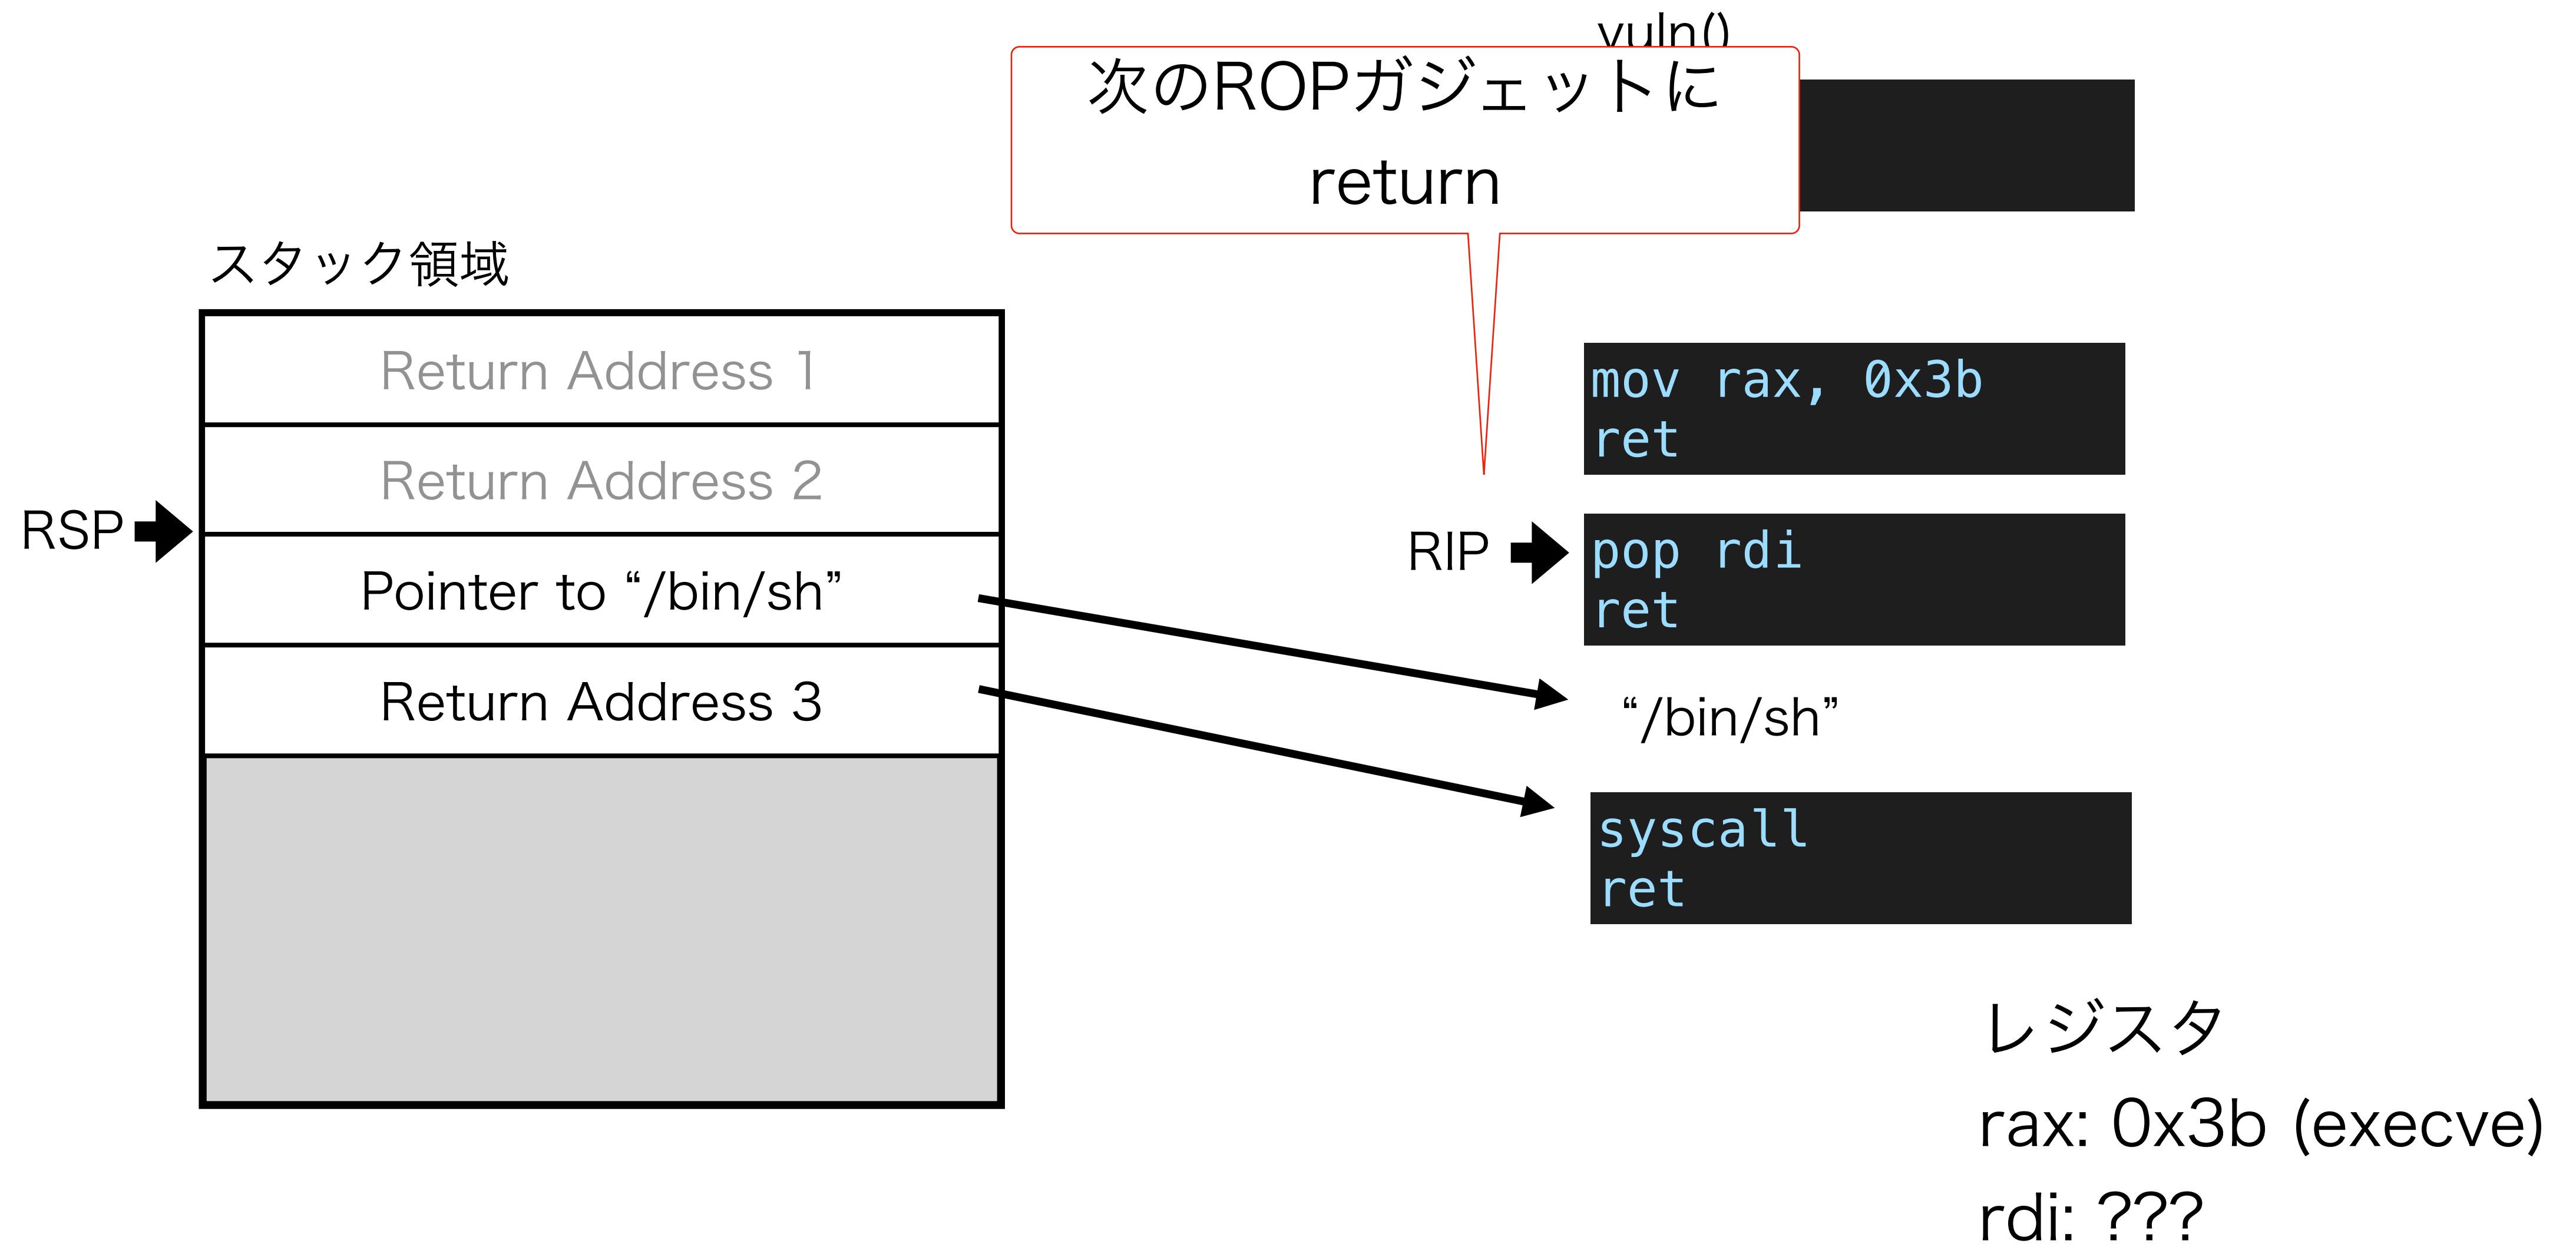 vuln()
次のROPガジェットに
return
スタック領域
Return Address 1
Return Address 2
RSP
Pointer to “/bin/sh”
Return Address 3
mov rax, 0x3b
ret
RIP
pop rdi
ret
“/bin/sh”
syscall
ret
レジスタ
rax: 0x3b (execve)
rdi: ???